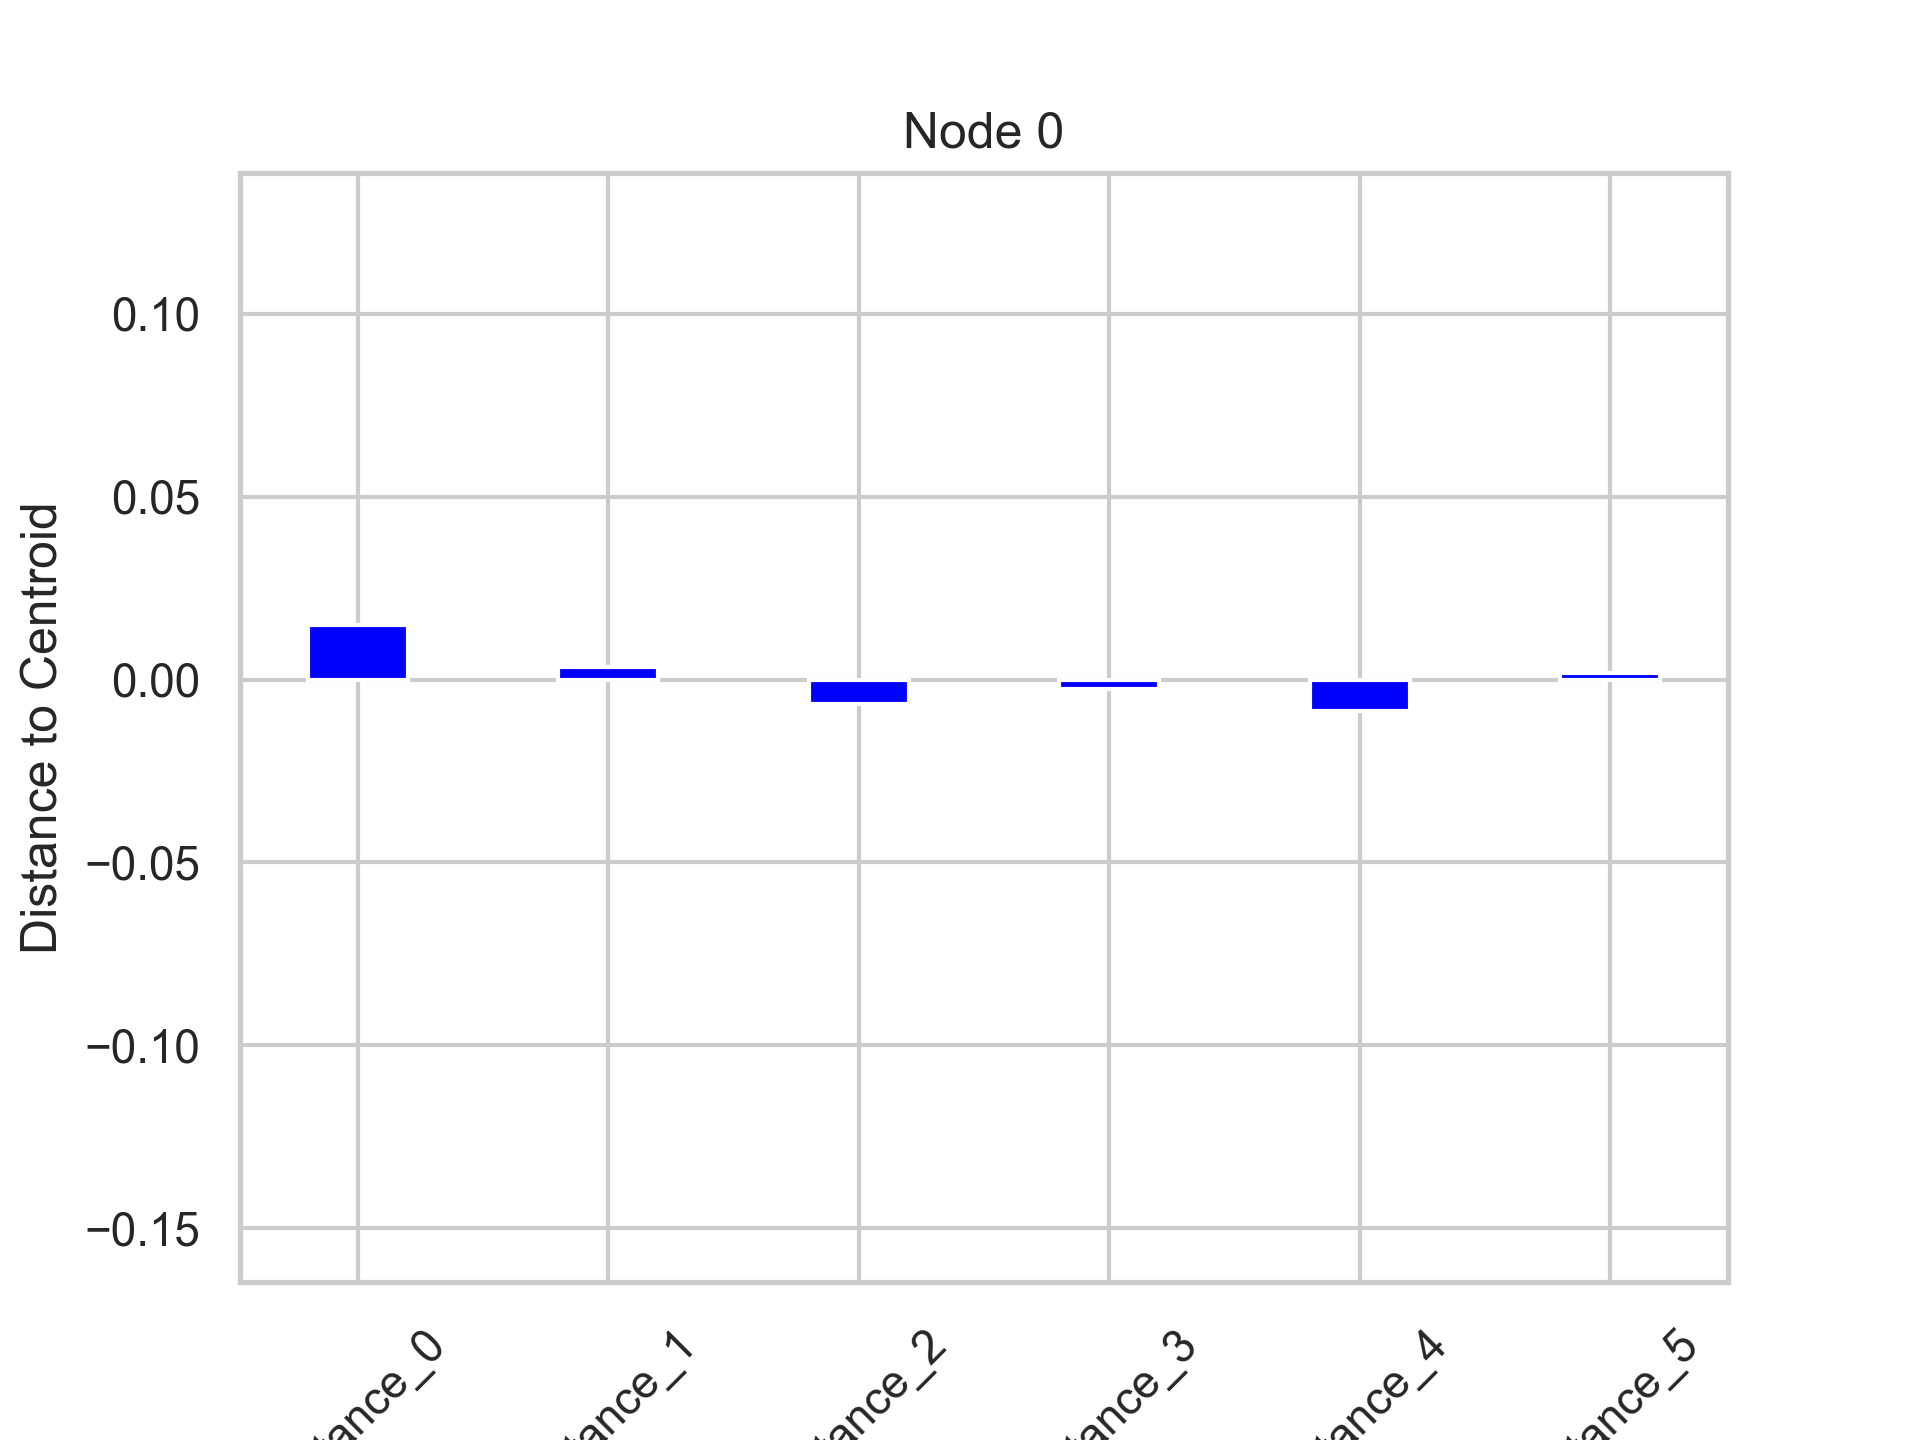 Node 0
Distance to Centroid
0.10
0.05
0.00
−0.05
−0.10
−0.15
tance_0
tance_1
tance_2
tance_3
tance_4
tance_5